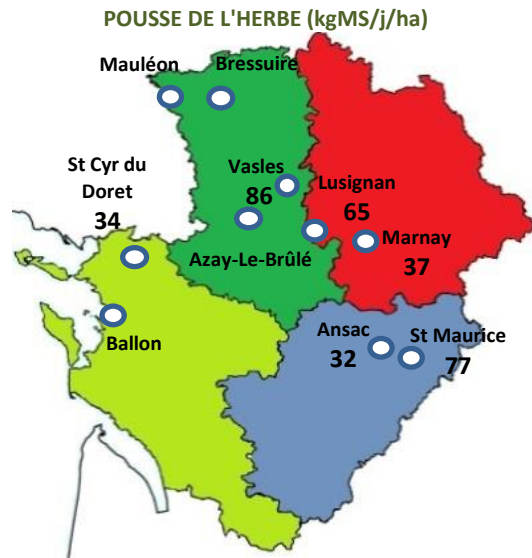 POUSSE DE L'HERBE (kgMS/j/ha)
Mauléon
Bressuire
St Cyr du
Doret
34
Vasles
86
Lusignan
65
Marnay
37
Azay-Le-Brûlé
Ballon
Ansac
32
St Maurice
77